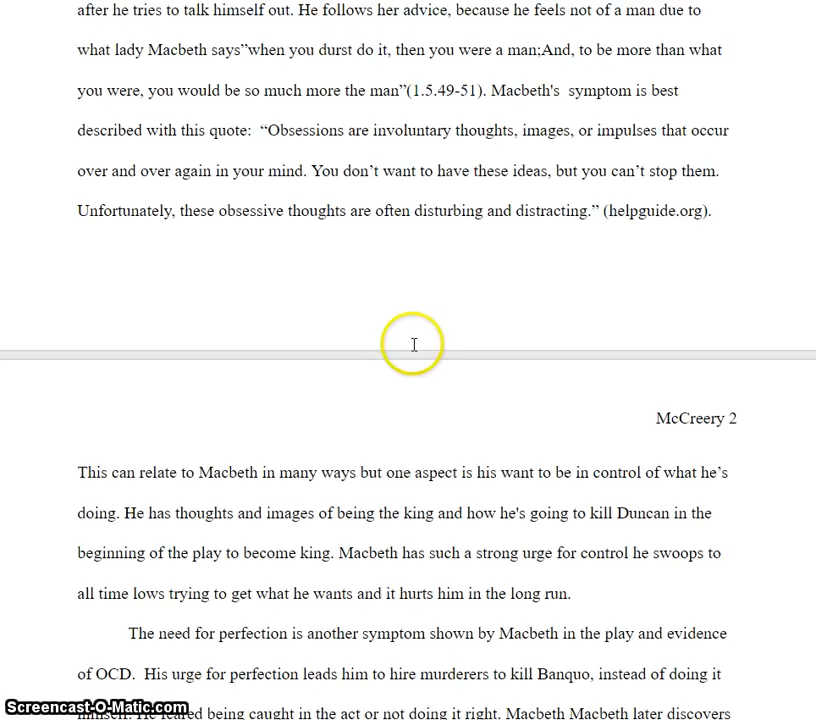 after he tries to talk himself out. He follows her advice, because he feels not of a man due to
what lady Macbeth says”when you durst do it, then you were a man;And, to be more than what
you were, you would be so much more the man”(1.5.49-51). Macbeth's  symptom is best
described with this quote:  “Obsessions are involuntary thoughts, images, or impulses that occur
over and over again in your mind. You don’t want to have these ideas, but you can’t stop them.
Unfortunately, these obsessive thoughts are often disturbing and distracting.” (helpguide.org).
McCreery 2
This can relate to Macbeth in many ways but one aspect is his want to be in control of what he’s
doing. He has thoughts and images of being the king and how he's going to kill Duncan in the
beginning of the play to become king. Macbeth has such a strong urge for control he swoops to
all time lows trying to get what he wants and it hurts him in the long run.
The need for perfection is another symptom shown by Macbeth in the play and evidence
of OCD.  His urge for perfection leads him to hire murderers to kill Banquo, instead of doing it
himself. He feared being caught in the act or not doing it right. Macbeth Macbeth later discovers
Screencast-O-Matic.com